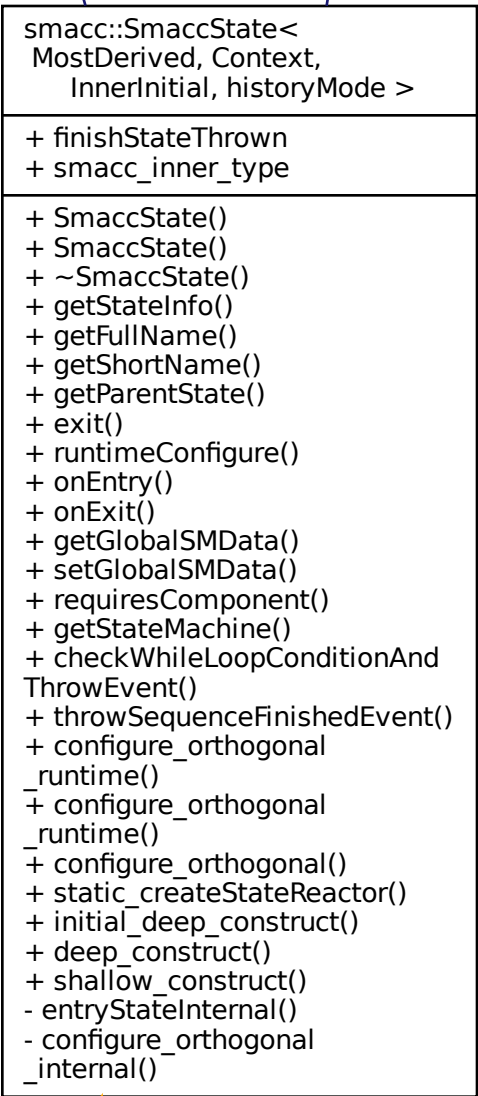 smacc::SmaccState<
MostDerived, Context,
InnerInitial, historyMode >
+ finishStateThrown
+ smacc_inner_type
+ SmaccState()
+ SmaccState()
+ ~SmaccState()
+ getStateInfo()
+ getFullName()
+ getShortName()
+ getParentState()
+ exit()
+ runtimeConfigure()
+ onEntry()
+ onExit()
+ getGlobalSMData()
+ setGlobalSMData()
+ requiresComponent()
+ getStateMachine()
+ checkWhileLoopConditionAnd
ThrowEvent()
+ throwSequenceFinishedEvent()
+ configure_orthogonal
_runtime()
+ configure_orthogonal
_runtime()
+ configure_orthogonal()
+ static_createStateReactor()
+ initial_deep_construct()
+ deep_construct()
+ shallow_construct()
- entryStateInternal()
- configure_orthogonal
_internal()